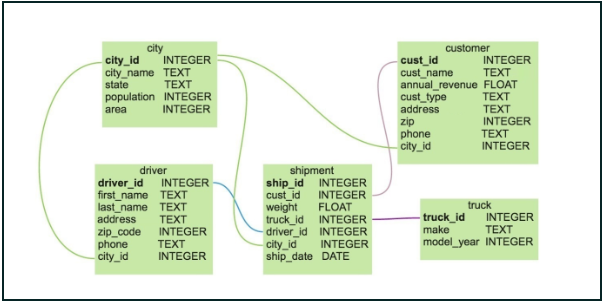 city
city_id INTEGER
city_name TEXT
state TEXT
population INTEGER
area INTEGER
customer
cust_id INTEGER
cust_name TEXT
annual_revenue FLOAT
cust_type TEXT
address TEXT
zip INTEGER
phone TEXT
city_id INTEGER
driver
driver_id INTEGER
first_name TEXT
last_name TEXT
address TEXT
zip_code INTEGER
phone TEXT
city_id INTEGER
shipment
ship_id INTEGER
cust_id INTEGER
weight FLOAT
truck_id INTEGER
driver_id INTEGER
city_id INTEGER
ship_date DATE
truck
truck_id INTEGER
make TEXT
model_year INTEGER